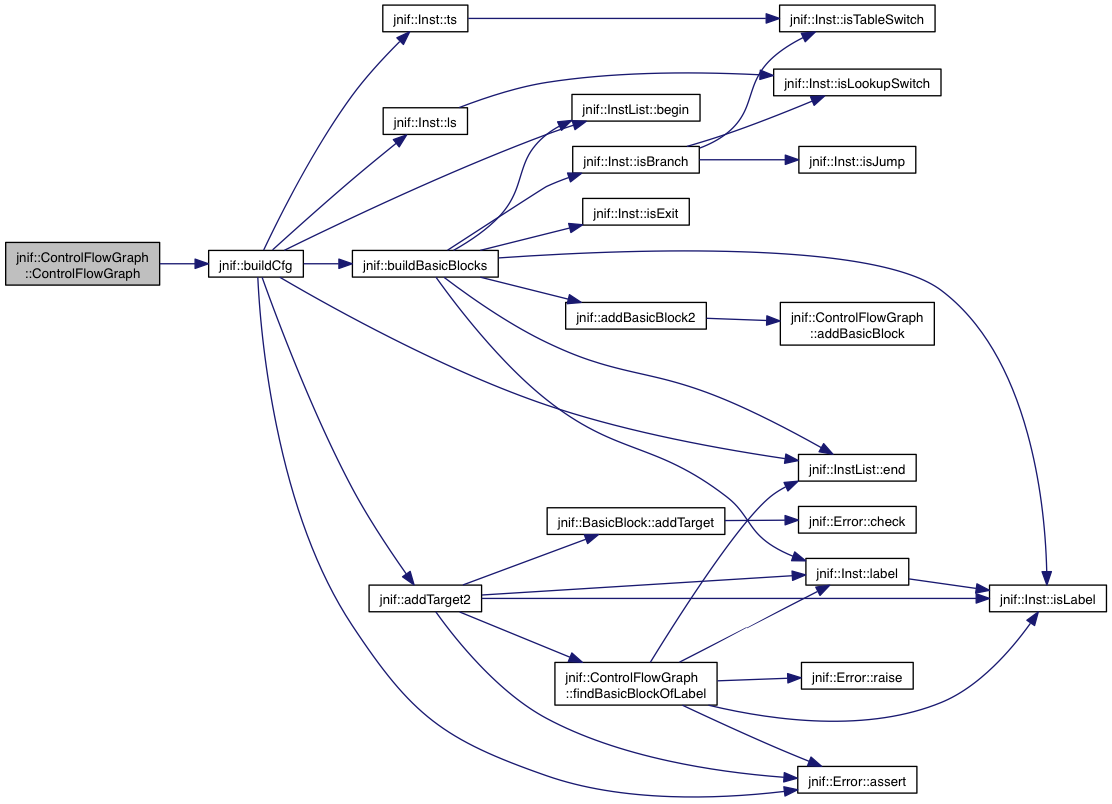 jnif::Inst::ts
jnif::Inst::isTableSwitch
jnif::Inst::isLookupSwitch
jnif::Inst::ls
jnif::InstList::begin
jnif::Inst::isBranch
jnif::Inst::isJump
jnif::Inst::isExit
jnif::ControlFlowGraph
::ControlFlowGraph
jnif::buildCfg
jnif::buildBasicBlocks
jnif::addBasicBlock2
jnif::ControlFlowGraph
::addBasicBlock
jnif::InstList::end
jnif::BasicBlock::addTarget
jnif::Error::check
jnif::Inst::label
jnif::addTarget2
jnif::Inst::isLabel
jnif::ControlFlowGraph
::findBasicBlockOfLabel
jnif::Error::raise
jnif::Error::assert